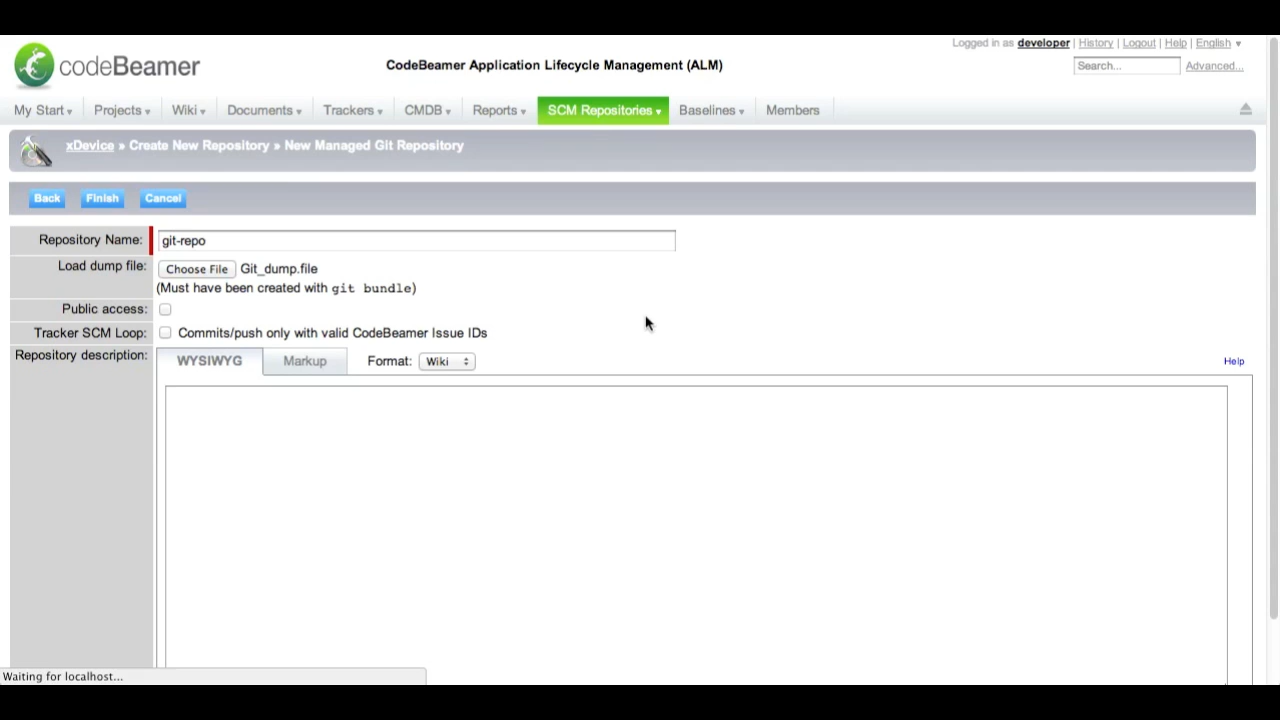 Logged in as developer | History | Logout | Help | English
codeBeamer
CodeBeamer Application Lifecycle Management (ALM)
Search...
Advanced...
My Start
Projects
Wiki
Documents
Trackers
CMDB
Reports
SCM Repositories
Baselines
Members
xDevice » Create New Repository » New Managed Git Repository
Back
Finish
Cancel
Repository Name: git-repo
Load dump file: Choose File Git_dump.file
(Must have been created with git bundle)
Public access:
Tracker SCM Loop: Commits/push only with valid CodeBeamer Issue IDs
Repository description: WYSIWYG Markup Format: Wiki Help
Waiting for localhost...